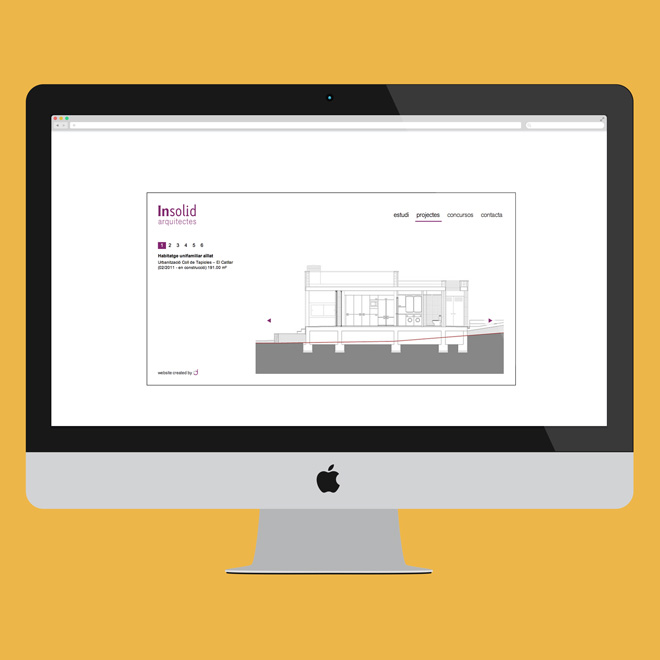 Insolid
arquitectes
estudi projectes concursos contacta
1 2 3 4 5 6
Habitatge unifamiliar aïllat
Urbanització Coll de Tapioles – El Catllar
(02/2011 - en construcció) 191.00 m²
website created by